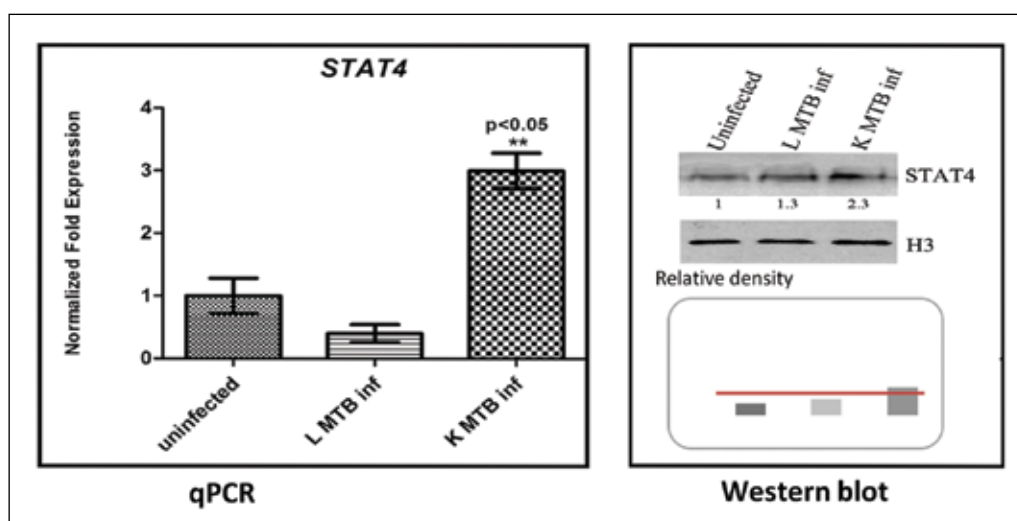 STAT4
Normalized Fold Expression
4
3
2
1
0
p<0.05
**
uninfected
L MTB inf
K MTB inf
qPCR
Uninfected
L MTB inf
K MTB inf
STAT4
1 1.3 2.3
H3
Relative density
Western blot